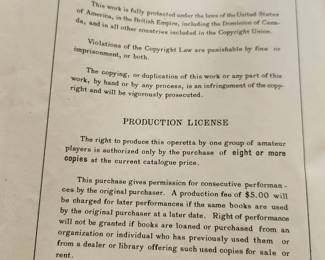 This work is fully protected under the laws of the United States
of America, in the British Empire, including the Dominion of Cana-
da, and in all other countries included in the Copyright Union.
Violations of the Copyright Law are punishable by fine or
imprisonment, or both.
The copying, or duplication of this work or any part of this
work, by hand or by any process, is an infringement of the copy-
right and will be vigorously prosecuted.
PRODUCTION LICENSE
The right to produce this operetta by one group of amateur
players is authorized only by the purchase of eight or more
copies at the current catalogue price.
This purchase gives permission for consecutive performan-
ces by the original purchaser. A production fee of $5.00 will
be charged for later performances if the same books are used
by the original purchaser at a later date. Right of performance
will not be granted if books are loaned or purchased from an
organization or individual who has previously used them or
from a dealer or library offering such used copies for sale or
rent.